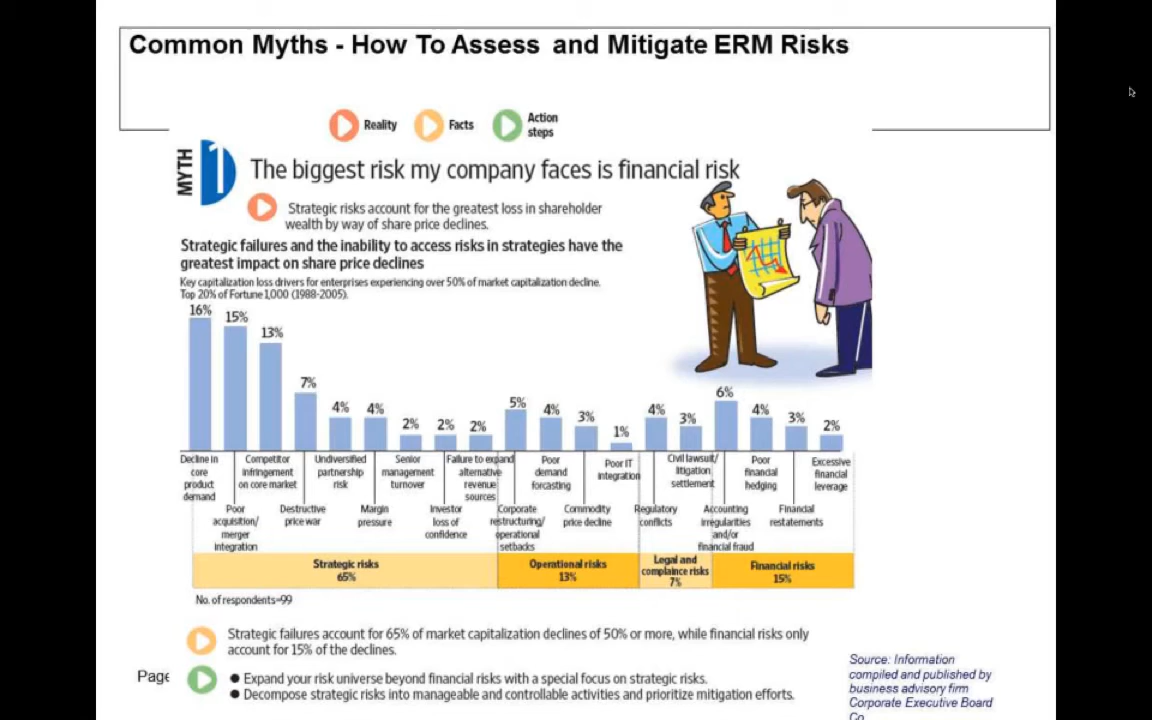 Common Myths - How To Assess and Mitigate ERM Risks
Reality
Facts
Action
steps
MYTH
1
The biggest risk my company faces is financial risk
Strategic risks account for the greatest loss in shareholder
wealth by way of share price declines.
Strategic failures and the inability to access risks in strategies have the
greatest impact on share price declines
Key capitalization loss drivers for enterprises experiencing over 50% of market capitalization decline.
Top 20% of Fortune 1,000 (1988-2005).
16%
15%
13%
7%
4%
4%
2%
2%
2%
5%
4%
3%
1%
4%
3%
6%
4%
3%
2%
Decline in
core
product
demand
Poor
acquisition/
merger
integration
Competitor
infringement
on core market
Destructive
price war
Undiversified
partnership
risk
Margin
pressure
Senior
management
turnover
Investor
loss of
confidence
Failure to expand
alternative
revenue
sources
Corporate
restructuring/
operational
setbacks
Poor
demand
forcasting
Commodity
price decline
Poor IT
integration
Regulatory
conflicts
Civil lawsuit/
litigation
settlement
Accounting
irregularities
and/or
financial fraud
Poor
financial
hedging
Financial
restatements
Excessive
financial
leverage
Strategic risks
65%
Operational risks
13%
Legal and
complaince risks
7%
Financial risks
15%
No. of respondents=99
Strategic failures account for 65% of market capitalization declines of 50% or more, while financial risks only
account for 15% of the declines.
● Expand your risk universe beyond financial risks with a special focus on strategic risks.
● Decompose strategic risks into manageable and controllable activities and prioritize mitigation efforts.
Page
Source: Information
compiled and published by
business advisory firm
Corporate Executive Board
Co